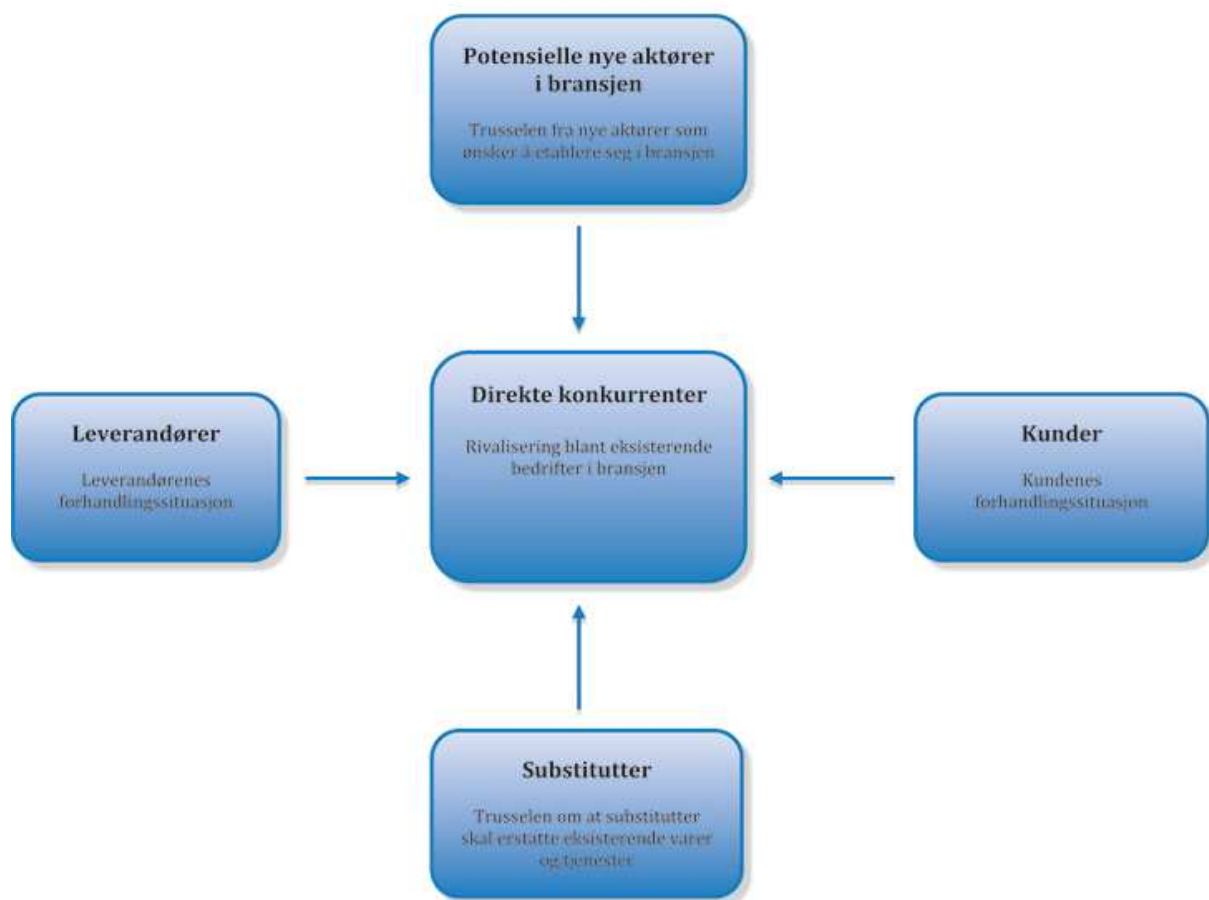 Potensielle nye aktører
i bransjen
Trusselen fra nye aktører som
ønsker å etablere seg i bransjen
Direkte konkurrenter
Rivalisering blant eksisterende
bedrifter i bransjen
Leverandører
Leverandørenes
forhandlingssituasjon
Kunder
Kundenes
forhandlingssituasjon
Substitutter
Trusselen om at substitutter
skal erstatte eksisterende varer
og tjenester